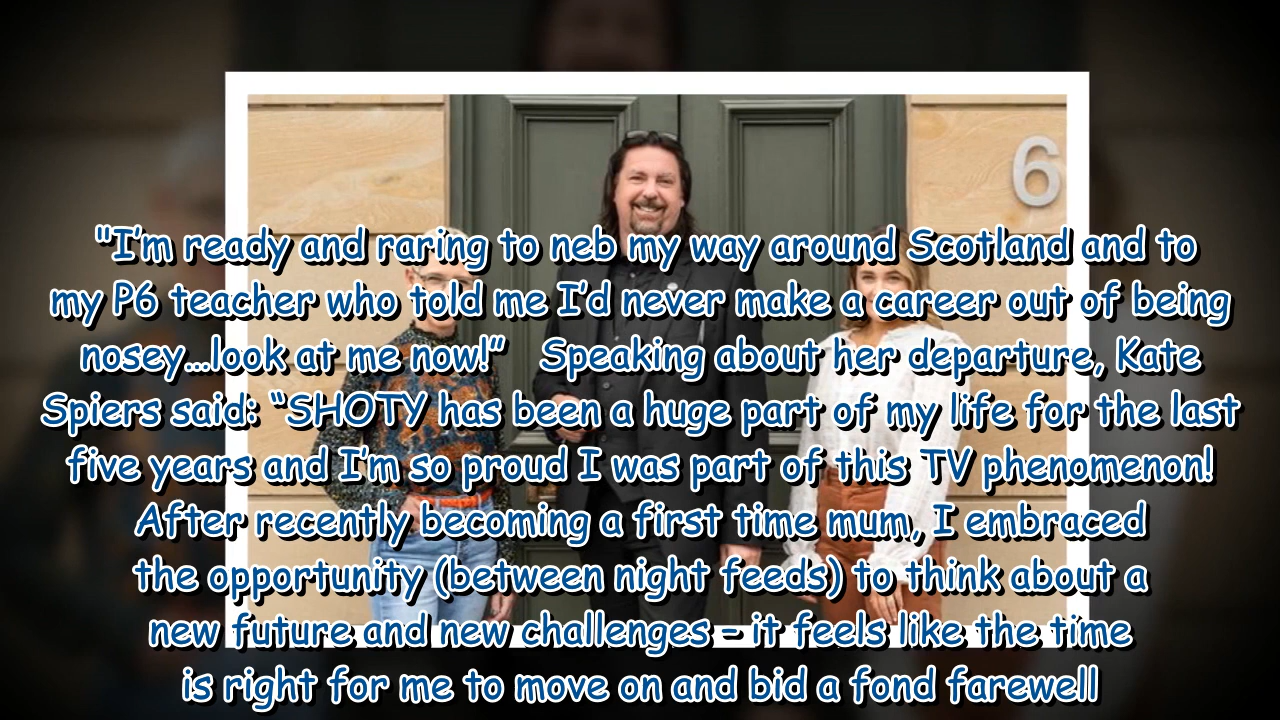 6
"I'm ready and raring to neb my way around Scotland and to
my P6 teacher who told me I'd never make a career out of being
nosey...look at me now!”   Speaking about her departure, Kate
Spiers said: “SHOTY has been a huge part of my life for the last
five years and I'm so proud I was part of this TV phenomenon!
After recently becoming a first time mum, I embraced
the opportunity (between night feeds) to think about a
new future and new challenges – it feels like the time
is right for me to move on and bid a fond farewell